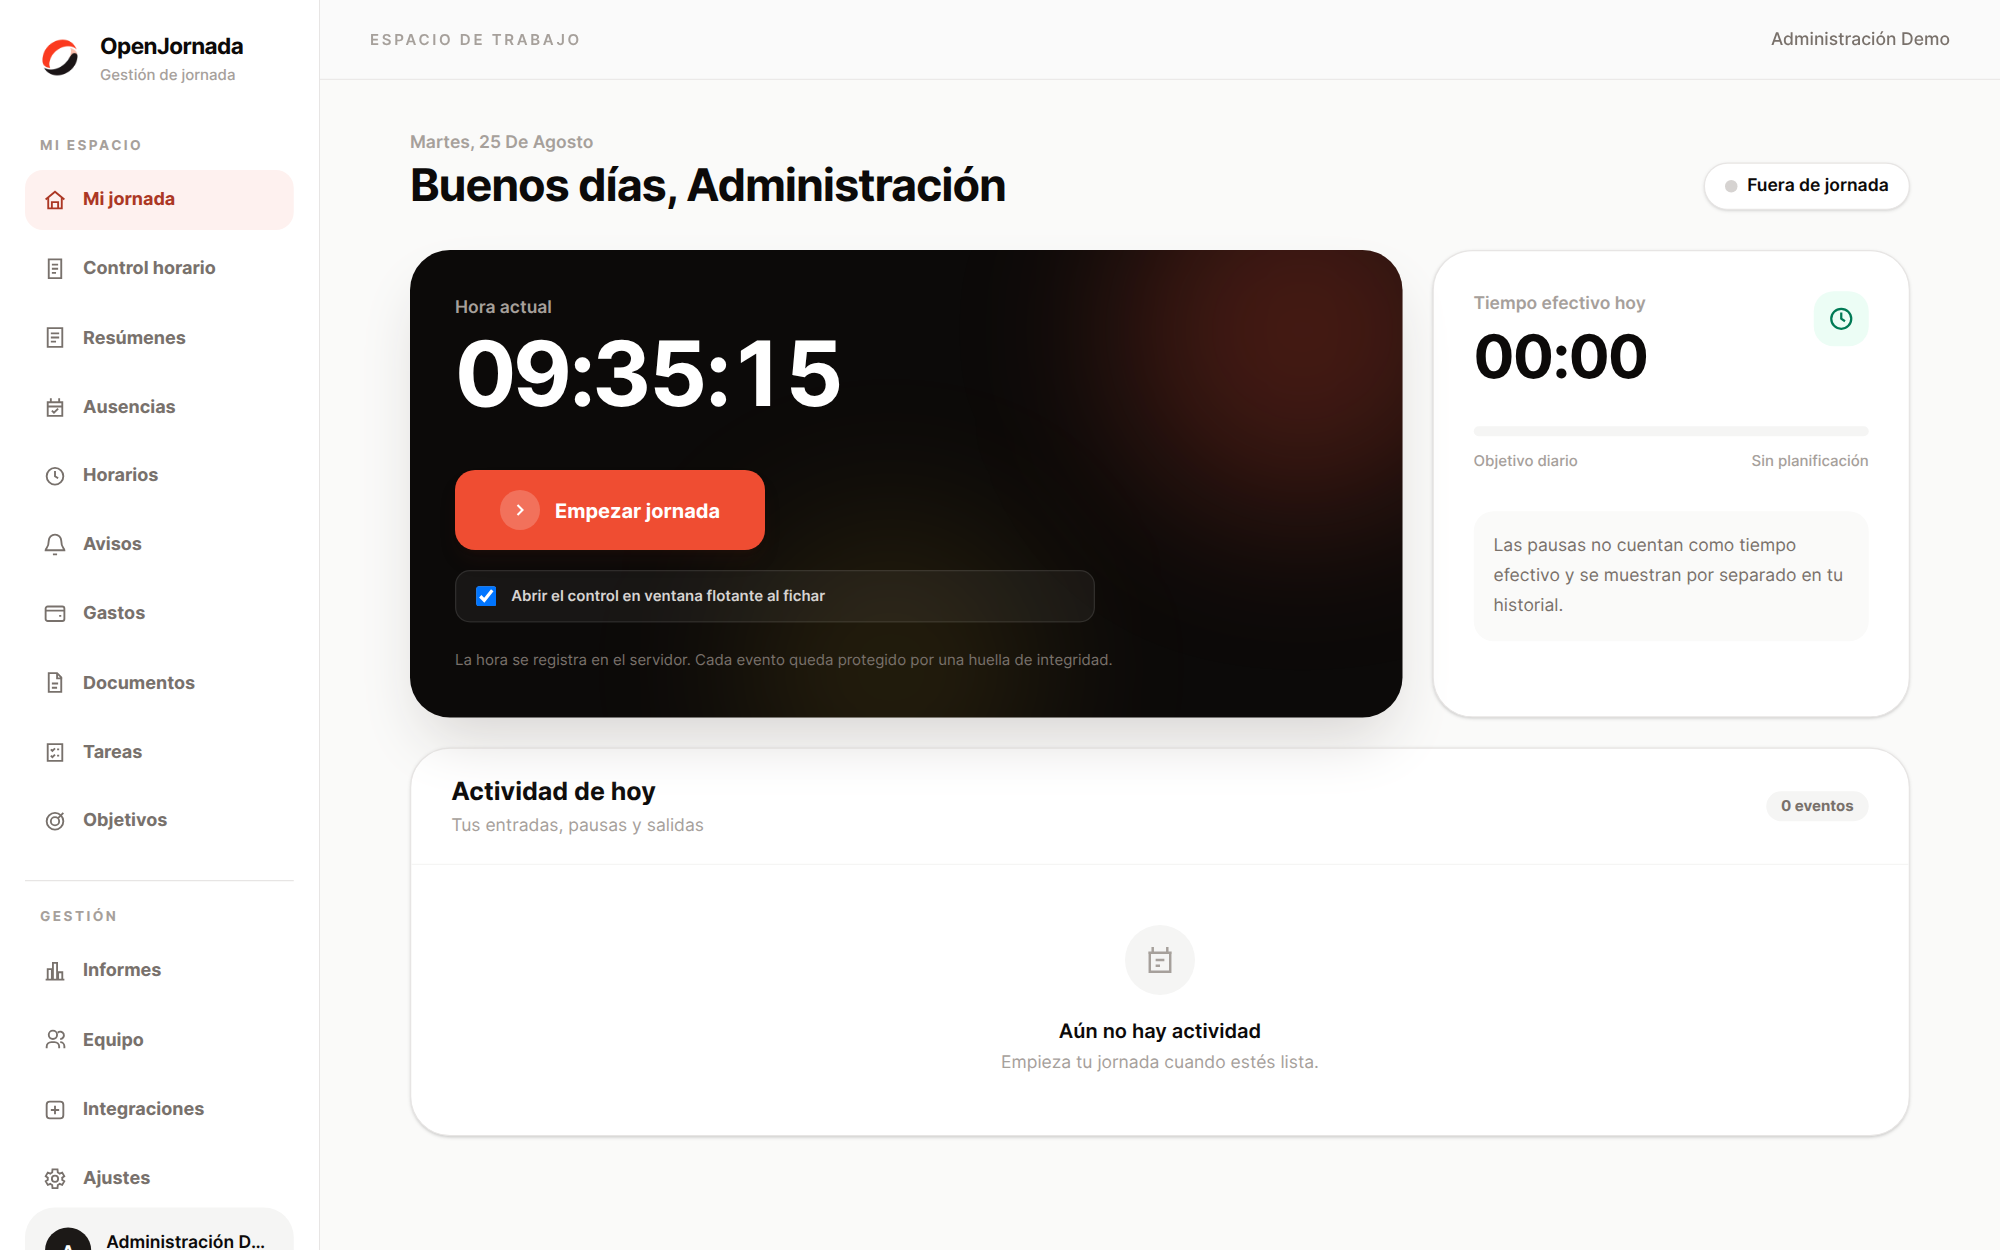 OpenJornada
Gestión de jornada
MI ESPACIO
Mi jornada
Control horario
Resúmenes
Ausencias
Horarios
Avisos
Gastos
Documentos
Tareas
Objetivos
GESTIÓN
Informes
Equipo
Integraciones
Ajustes
Administración D...
ESPACIO DE TRABAJO
Administración Demo
Martes, 25 De Agosto
Buenos días, Administración
Fuera de jornada
Hora actual
09:35:15
Empezar jornada
Abrir el control en ventana flotante al fichar
La hora se registra en el servidor. Cada evento queda protegido por una huella de integridad.
Tiempo efectivo hoy
00:00
Objetivo diario
Sin planificación
Las pausas no cuentan como tiempo
efectivo y se muestran por separado en tu
historial.
Actividad de hoy
Tus entradas, pausas y salidas
0 eventos
Aún no hay actividad
Empieza tu jornada cuando estés lista.